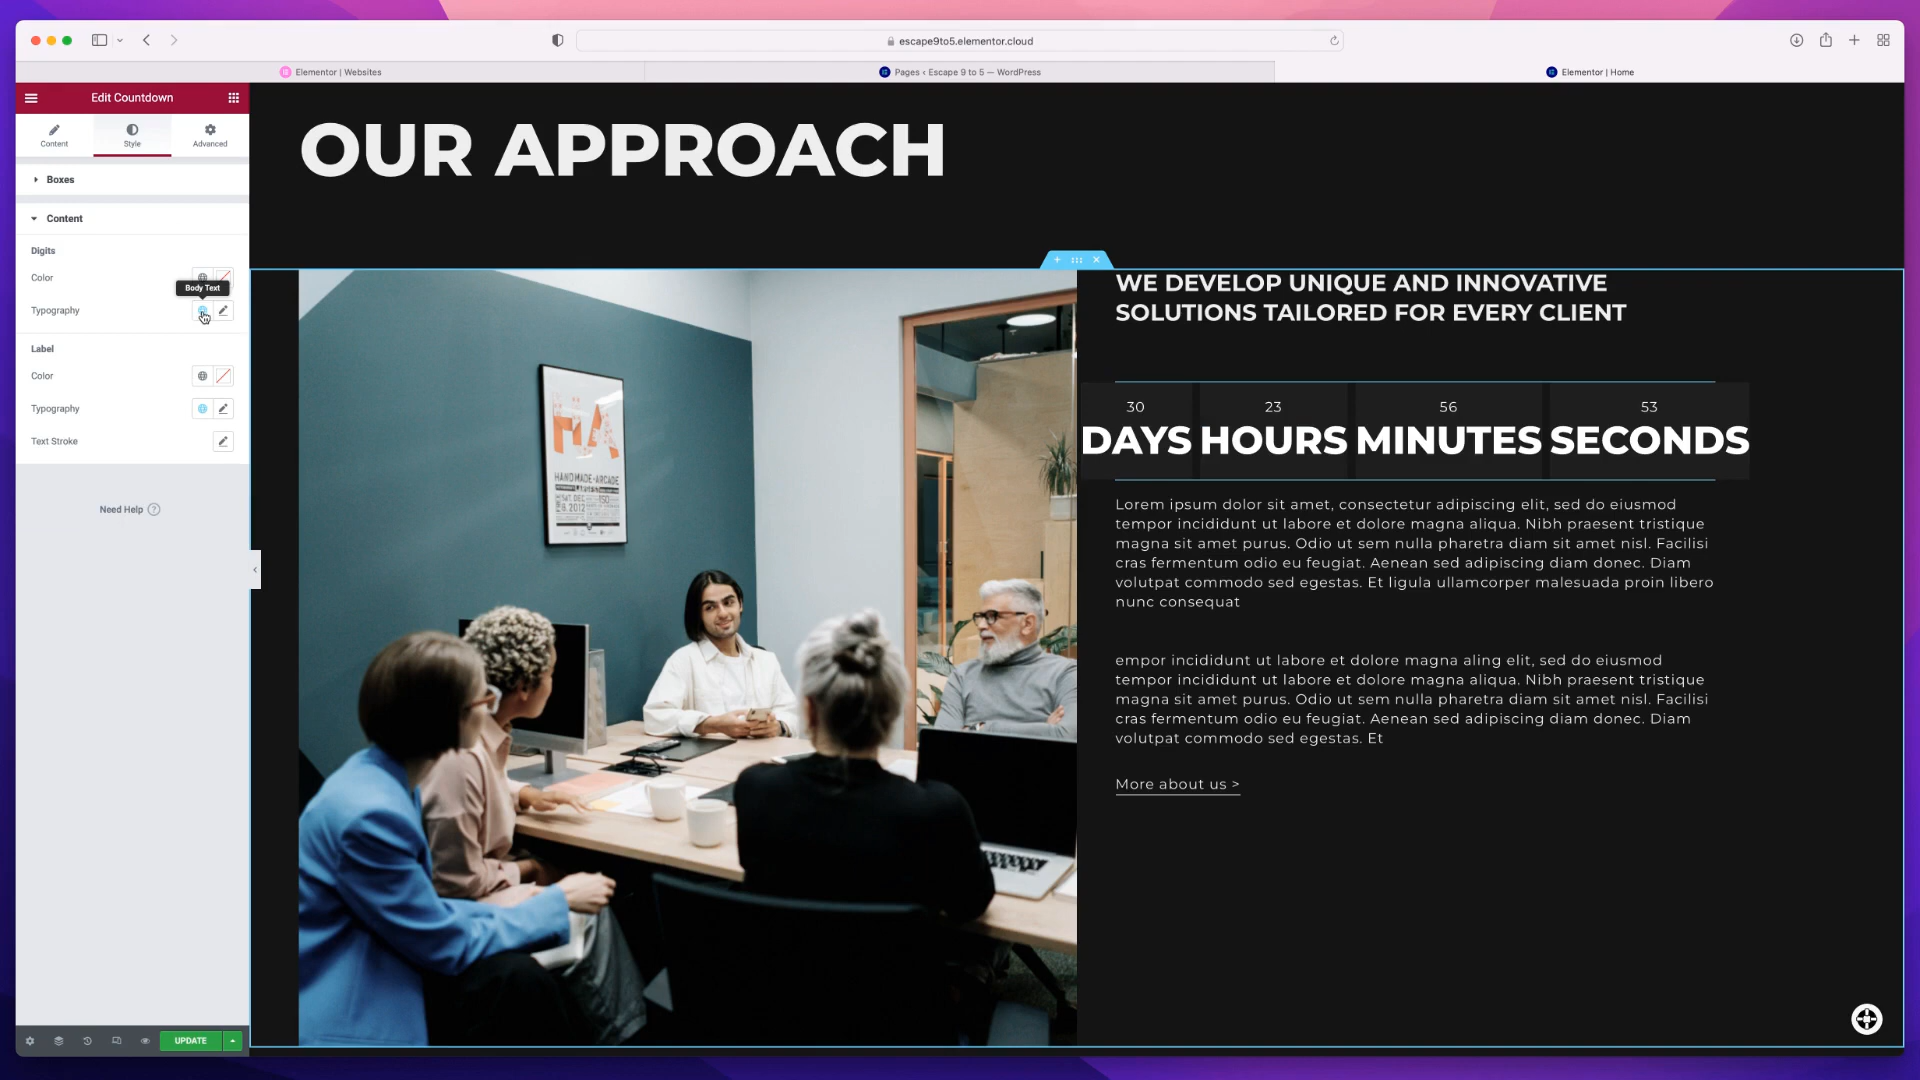 escape9to5.elementor.cloud
Elementor | Websites
Pages ‹ Escape 9 to 5 — WordPress
Elementor | Home
Edit Countdown
Content
Style
Advanced
Boxes
Content
Digits
Color
Body Text
Typography
Label
Color
Typography
Text Stroke
Need Help ?
UPDATE
OUR APPROACH
HA
HANDMADE-ARCADE
SAT. DEC
8. 2012
WE DEVELOP UNIQUE AND INNOVATIVE
SOLUTIONS TAILORED FOR EVERY CLIENT
30 23 56 53
DAYS HOURS MINUTES SECONDS
Lorem ipsum dolor sit amet, consectetur adipiscing elit, sed do eiusmod
tempor incididunt ut labore et dolore magna aliqua. Nibh praesent tristique
magna sit amet purus. Odio ut sem nulla pharetra diam sit amet nisl. Facilisi
cras fermentum odio eu feugiat. Aenean sed adipiscing diam donec. Diam
volutpat commodo sed egestas. Et ligula ullamcorper malesuada proin libero
nunc consequat
empor incididunt ut labore et dolore magna aling elit, sed do eiusmod
tempor incididunt ut labore et dolore magna aliqua. Nibh praesent tristique
magna sit amet purus. Odio ut sem nulla pharetra diam sit amet nisl. Facilisi
cras fermentum odio eu feugiat. Aenean sed adipiscing diam donec. Diam
volutpat commodo sed egestas. Et
More about us >